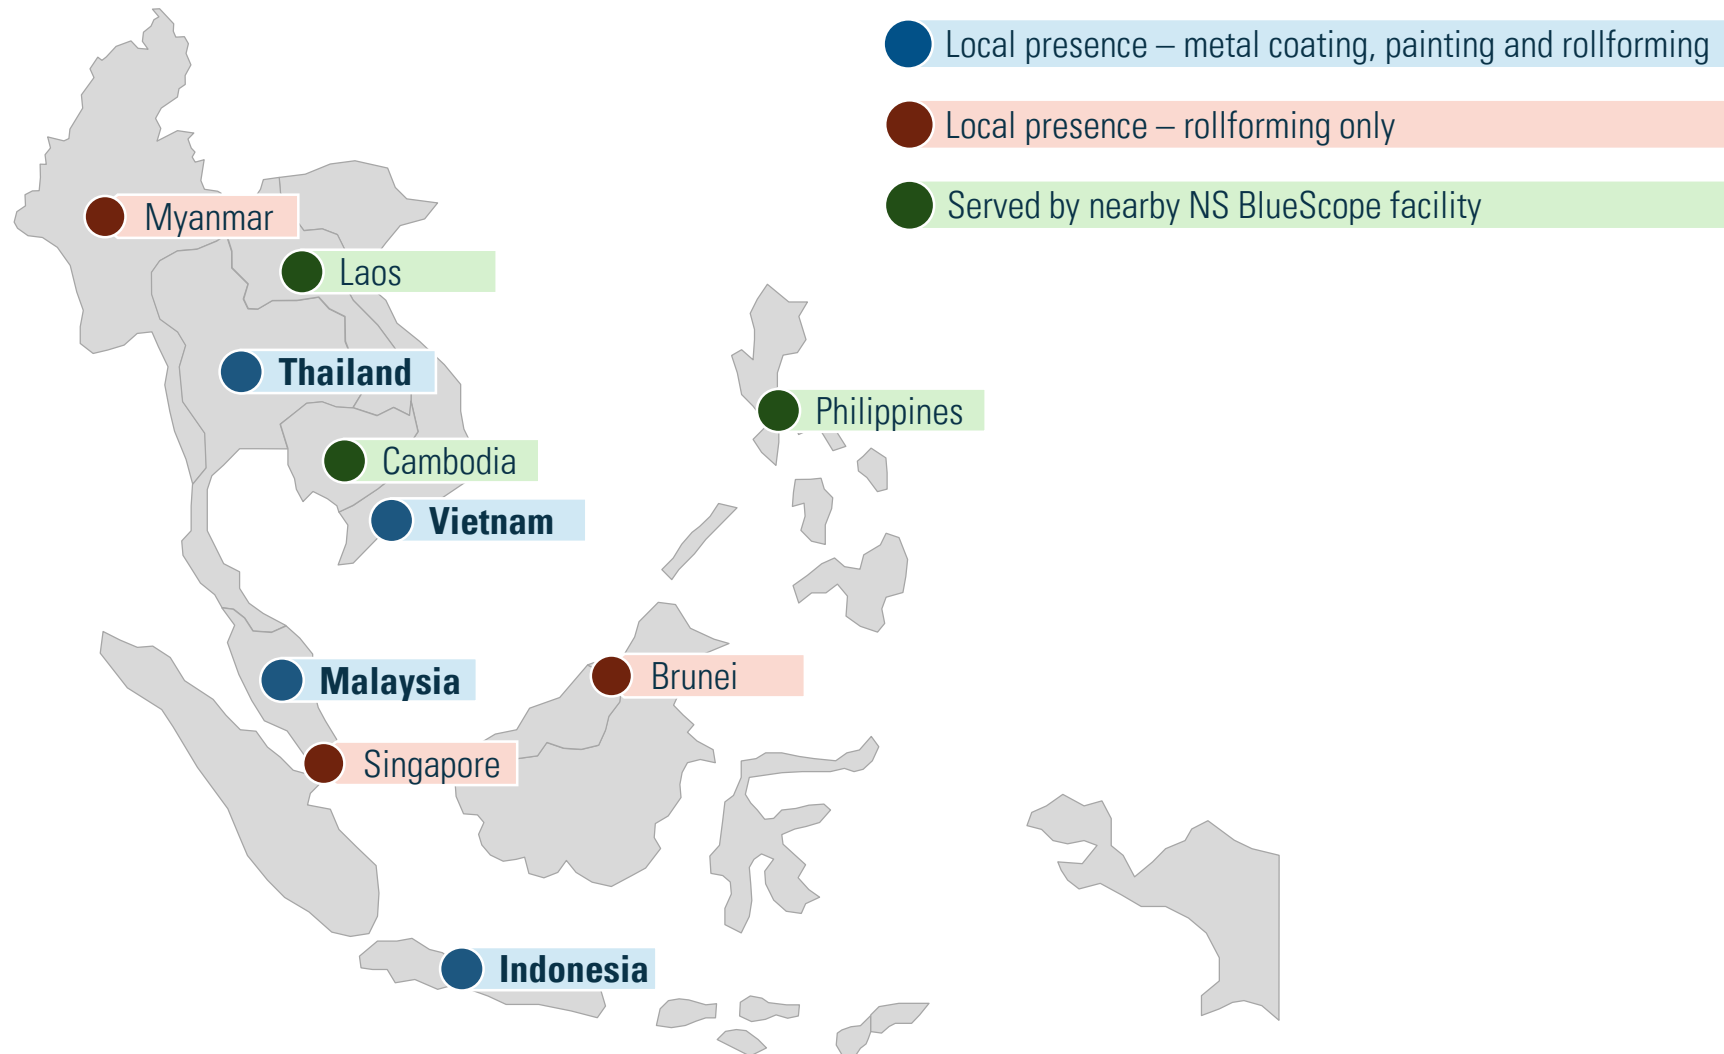 Local presence – metal coating, painting and rollforming
Local presence – rollforming only
Served by nearby NS BlueScope facility
Myanmar
Laos
Thailand
Philippines
Cambodia
Vietnam
Malaysia
Brunei
Singapore
Indonesia